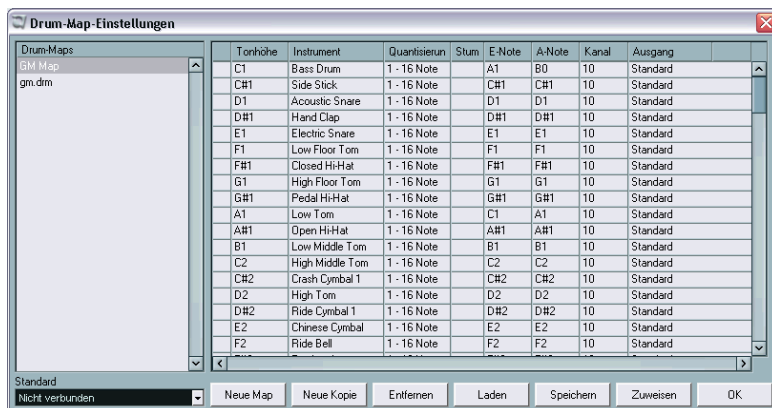 Drum-Map-Einstellungen
Drum-Maps
GM Map
gm.drm
Tonhöhe Instrument Quantisierun Stum E-Note A-Note Kanal Ausgang
C1 Bass Drum 1 - 16 Note A1 B0 10 Standard
C#1 Side Stick 1 - 16 Note C#1 C#1 10 Standard
D1 Acoustic Snare 1 - 16 Note D1 D1 10 Standard
D#1 Hand Clap 1 - 16 Note D#1 D#1 10 Standard
E1 Electric Snare 1 - 16 Note E1 E1 10 Standard
F1 Low Floor Tom 1 - 16 Note F1 F1 10 Standard
F#1 Closed Hi-Hat 1 - 16 Note F#1 F#1 10 Standard
G1 High Floor Tom 1 - 16 Note G1 G1 10 Standard
G#1 Pedal Hi-Hat 1 - 16 Note G#1 G#1 10 Standard
A1 Low Tom 1 - 16 Note C1 A1 10 Standard
A#1 Open Hi-Hat 1 - 16 Note A#1 A#1 10 Standard
B1 Low Middle Tom 1 - 16 Note B1 B1 10 Standard
C2 High Middle Tom 1 - 16 Note C2 C2 10 Standard
C#2 Crash Cymbal 1 1 - 16 Note C#2 C#2 10 Standard
D2 High Tom 1 - 16 Note D2 D2 10 Standard
D#2 Ride Cymbal 1 1 - 16 Note D#2 D#2 10 Standard
E2 Chinese Cymbal 1 - 16 Note E2 E2 10 Standard
F2 Ride Bell 1 - 16 Note F2 F2 10 Standard
Standard
Nicht verbunden
Neue Map Neue Kopie Entfernen Laden Speichern Zuweisen OK